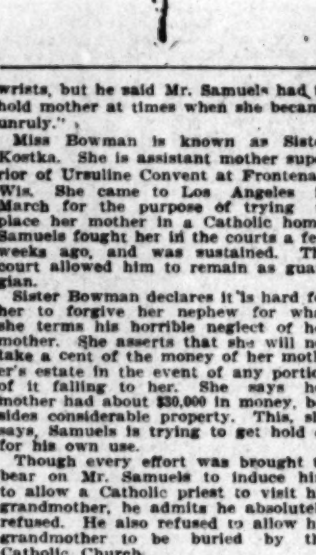 wrists, but he said Mr. Samuels had
hold mother at times when she becam
unruly."
Miss Bowman is known as Siste
Kostka. She is assistant mother supe
rior of Ursuline Convent at Frontena
Wis. She came to Los Angeles
March for the purpose of trying
place her mother in a Catholic hom
Samuels fought her in the courts a fe
weeks ago, and was sustained. Th
court allowed him to remain as gua
gian.
Sister Bowman declares it is hard fo
her to forgive her nephew for wha
she terms his horrible neglect of he
mother. She asserts that she will no
take a cent of the money of her moth
er's estate in the event of any portio
of it falling to her. She says he
mother had about $30,000 in money, be
sides considerable property. This, sh
says, Samuels is trying to get hold
for his own use.
Though every effort was brought t
bear on Mr. Samuels to induce hi
to allow a Catholic priest to visit h
grandmother, he admits he absolute
refused. He also refused to allow h
grandmother to be buried by th
Catholic Church.